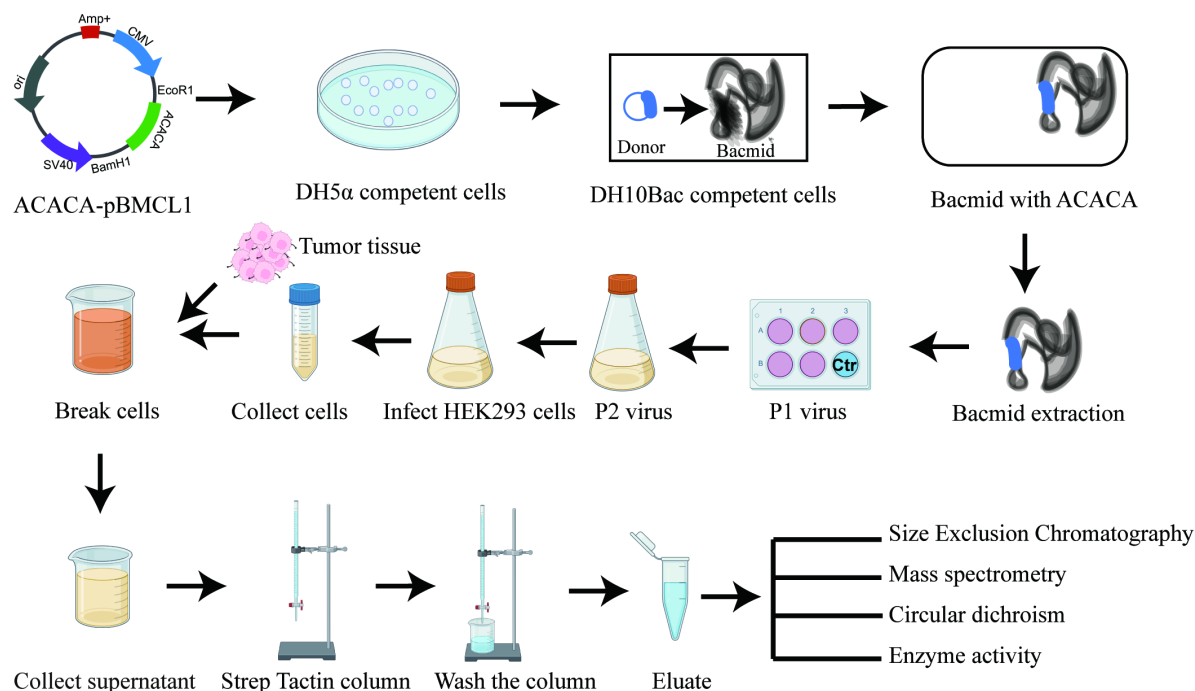 Amp+
CMV
ori
EcoR1
ACACA
SV40
BamH1
ACACA-pBMCL1
DH5α competent cells
Donor
Bacmid
DH10Bac competent cells
Bacmid with ACACA
Tumor tissue
Break cells
Collect cells
Infect HEK293 cells
P2 virus
1 2 3
A
B
Ctr
P1 virus
Bacmid extraction
Collect supernatant
Strep Tactin column
Wash the column
Eluate
Size Exclusion Chromatography
Mass spectrometry
Circular dichroism
Enzyme activity